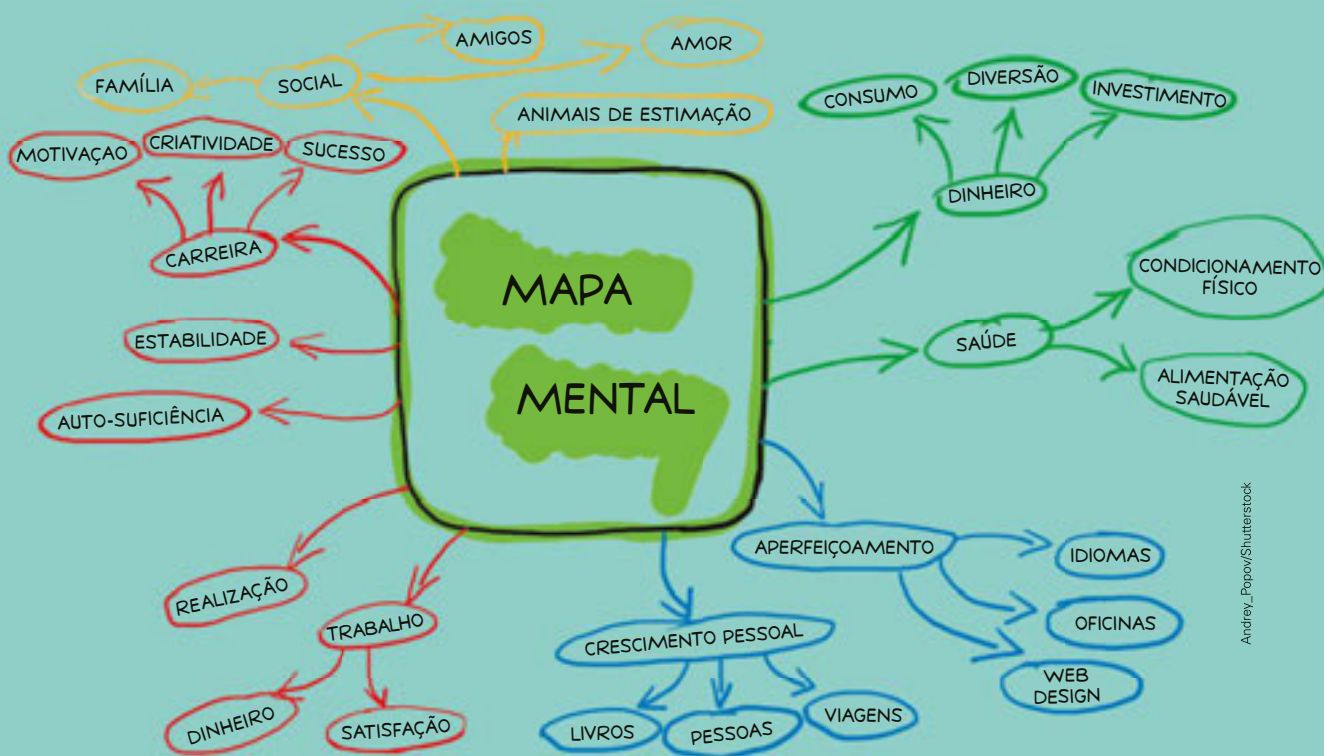 AMIGOS
AMOR
FAMÍLIA
SOCIAL
ANIMAIS DE ESTIMAÇÃO
MOTIVAÇAO
CRIATIVIDADE
SUCESSO
CARREIRA
ESTABILIDADE
AUTO-SUFICIÊNCIA
MAPA
MENTAL
CONSUMO
DIVERSÃO
INVESTIMENTO
DINHEIRO
CONDICIONAMENTO
FÍSICO
SAÚDE
ALIMENTAÇÃO
SAUDÁVEL
REALIZAÇÃO
TRABALHO
DINHEIRO
SATISFAÇÃO
CRESCIMENTO PESSOAL
LIVROS
PESSOAS
VIAGENS
APERFEIÇOAMENTO
IDIOMAS
OFICINAS
WEB
DESIGN
Andrey_Popov/Shutterstock